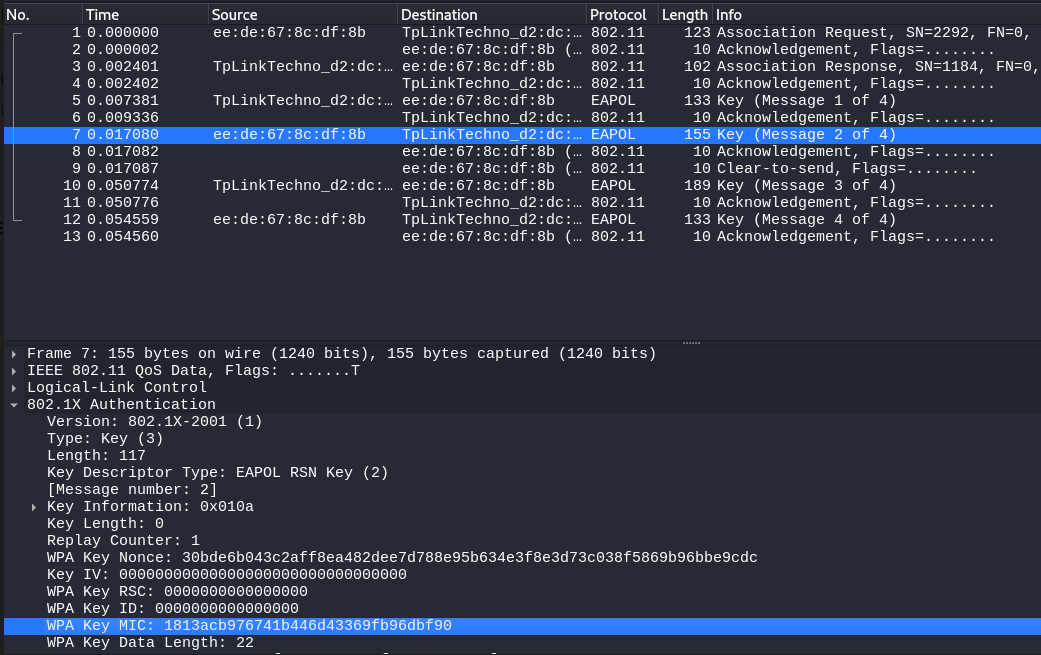 No. Time Source Destination Protocol Length Info
1 0.000000 ee:de:67:8c:df:8b TpLinkTechno_d2:dc:… 802.11 123 Association Request, SN=2292, FN=0,
2 0.000002 ee:de:67:8c:df:8b (… 802.11 10 Acknowledgement, Flags=........
3 0.002401 TpLinkTechno_d2:dc:… ee:de:67:8c:df:8b 802.11 102 Association Response, SN=1184, FN=0,
4 0.002402 TpLinkTechno_d2:dc:… 802.11 10 Acknowledgement, Flags=........
5 0.007381 TpLinkTechno_d2:dc:… ee:de:67:8c:df:8b EAPOL 133 Key (Message 1 of 4)
6 0.009336 TpLinkTechno_d2:dc:… 802.11 10 Acknowledgement, Flags=........
7 0.017080 ee:de:67:8c:df:8b TpLinkTechno_d2:dc:… EAPOL 155 Key (Message 2 of 4)
8 0.017082 ee:de:67:8c:df:8b (… 802.11 10 Acknowledgement, Flags=........
9 0.017087 ee:de:67:8c:df:8b (… 802.11 10 Clear-to-send, Flags=........
10 0.050774 TpLinkTechno_d2:dc:… ee:de:67:8c:df:8b EAPOL 189 Key (Message 3 of 4)
11 0.050776 TpLinkTechno_d2:dc:… 802.11 10 Acknowledgement, Flags=........
12 0.054559 ee:de:67:8c:df:8b TpLinkTechno_d2:dc:… EAPOL 133 Key (Message 4 of 4)
13 0.054560 ee:de:67:8c:df:8b (… 802.11 10 Acknowledgement, Flags=........
Frame 7: 155 bytes on wire (1240 bits), 155 bytes captured (1240 bits)
IEEE 802.11 QoS Data, Flags: .......T
Logical-Link Control
802.1X Authentication
Version: 802.1X-2001 (1)
Type: Key (3)
Length: 117
Key Descriptor Type: EAPOL RSN Key (2)
[Message number: 2]
Key Information: 0x010a
Key Length: 0
Replay Counter: 1
WPA Key Nonce: 30bde6b043c2aff8ea482dee7d788e95b634e3f8e3d73c038f5869b96bbe9cdc
Key IV: 00000000000000000000000000000000
WPA Key RSC: 0000000000000000
WPA Key ID: 0000000000000000
WPA Key MIC: 1813acb976741b446d43369fb96dbf90
WPA Key Data Length: 22